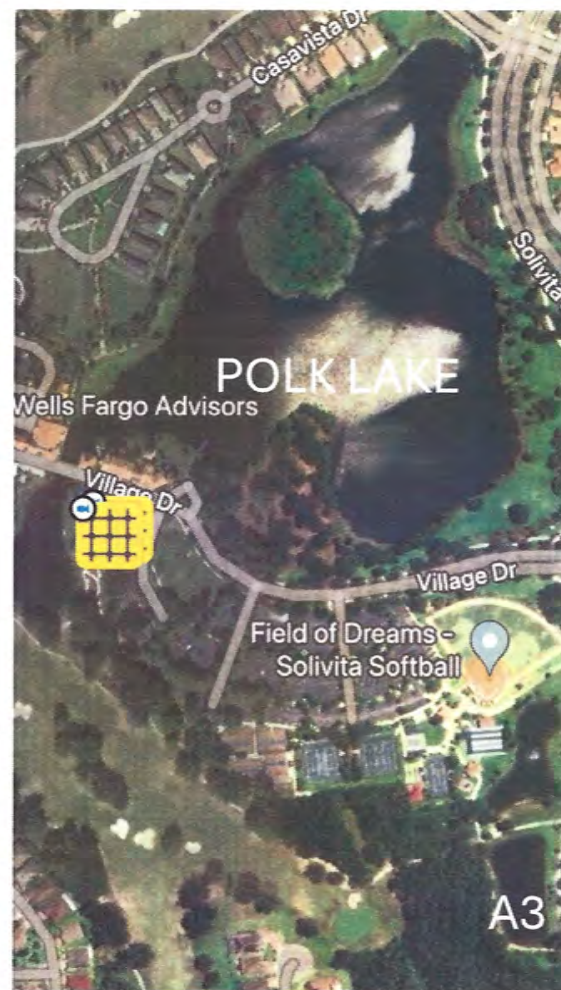 Casavista Dr
Solivita
POLK LAKE
Wells Fargo Advisors
Village Dr
Village Dr
Field of Dreams -
Solivita Softball
A3